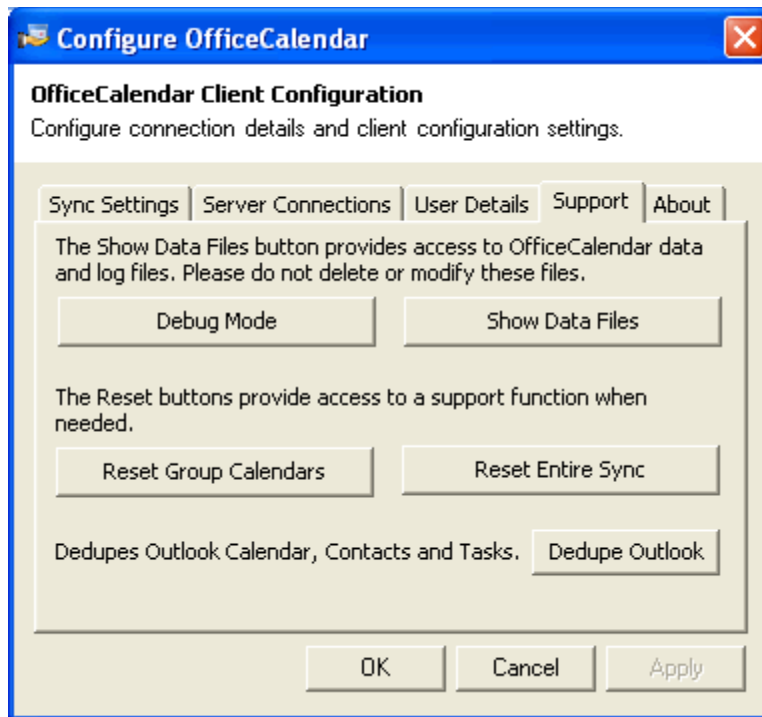 Configure OfficeCalendar
OfficeCalendar Client Configuration
Configure connection details and client configuration settings.
Sync Settings Server Connections User Details Support About
The Show Data Files button provides access to OfficeCalendar data
and log files. Please do not delete or modify these files.
Debug Mode Show Data Files
The Reset buttons provide access to a support function when
needed.
Reset Group Calendars Reset Entire Sync
Dedupes Outlook Calendar, Contacts and Tasks. Dedupe Outlook
OK Cancel Apply